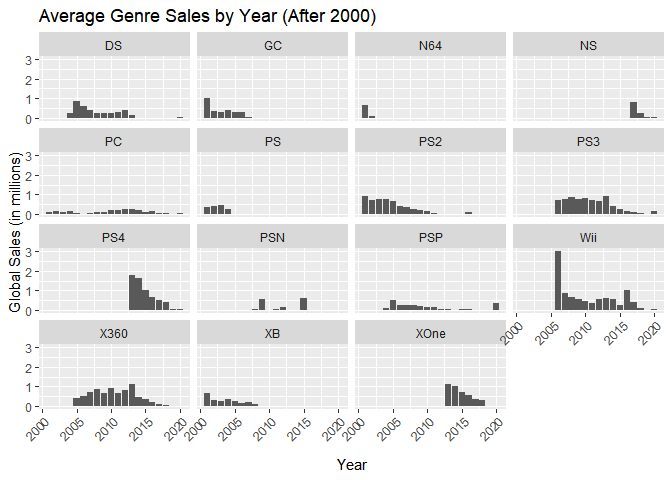 Average Genre Sales by Year (After 2000)
Global Sales (in millions)
DS GC N64 NS
3
2
1
0
PC PS PS2 PS3
3
2
1
0
PS4 PSN PSP Wii
3
2
1
0
2000 2005 2010 2015 2020
X360 XB XOne
3
2
1
0
2000 2005 2010 2015 2020 2000 2005 2010 2015 2020 2000 2005 2010 2015 2020
Year